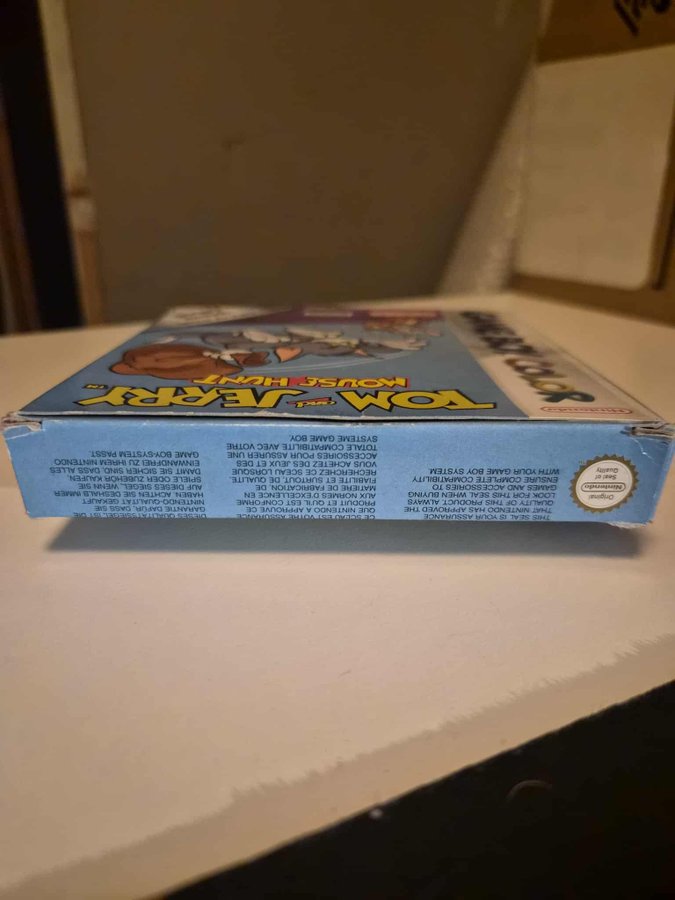 GAME BOY COLOR
Nintendo
TOM and JERRY TM
MOUSE HUNT
Original
Nintendo
Seal of
Quality
THIS SEAL IS YOUR ASSURANCE
THAT NINTENDO HAS APPROVED THE
QUALITY OF THIS PRODUCT. ALWAYS
LOOK FOR THIS SEAL WHEN BUYING
GAMES AND ACCESSORIES TO
ENSURE COMPLETE COMPATIBILITY
WITH YOUR GAME BOY SYSTEM
CE SCEAU EST VOTRE ASSURANCE
QUE NINTENDO A APPROUVE CE
PRODUIT ET QU'IL EST CONFORME
AUX NORMES D'EXCELLENCE EN
MATIERE DE FABRICATION, DE
FIABILITE ET SURTOUT, DE QUALITE.
RECHERCHEZ CE SCEAU LORSQUE
VOUS ACHETEZ DES JEUX ET DES
ACCESSOIRES POUR ASSURER UNE
TOTALE COMPATIBILITE AVEC VOTRE
SYSTEME GAME BOY.
DIESES QUALITÄTSSIEGEL IST DIE
GARANTIE DAFÜR, DASS SIE
NINTENDO-QUALITÄT GEKAUFT
HABEN. ACHTEN SIE DESHALB IMMER
AUF DIESES SIEGEL, WENN SIE
SPIELE ODER ZUBEHÖR KAUFEN,
DAMIT SIE SICHER SIND, DASS ALLES
EINWANDFREI ZU IHREM NINTENDO
GAME BOY-SYSTEM PASST.